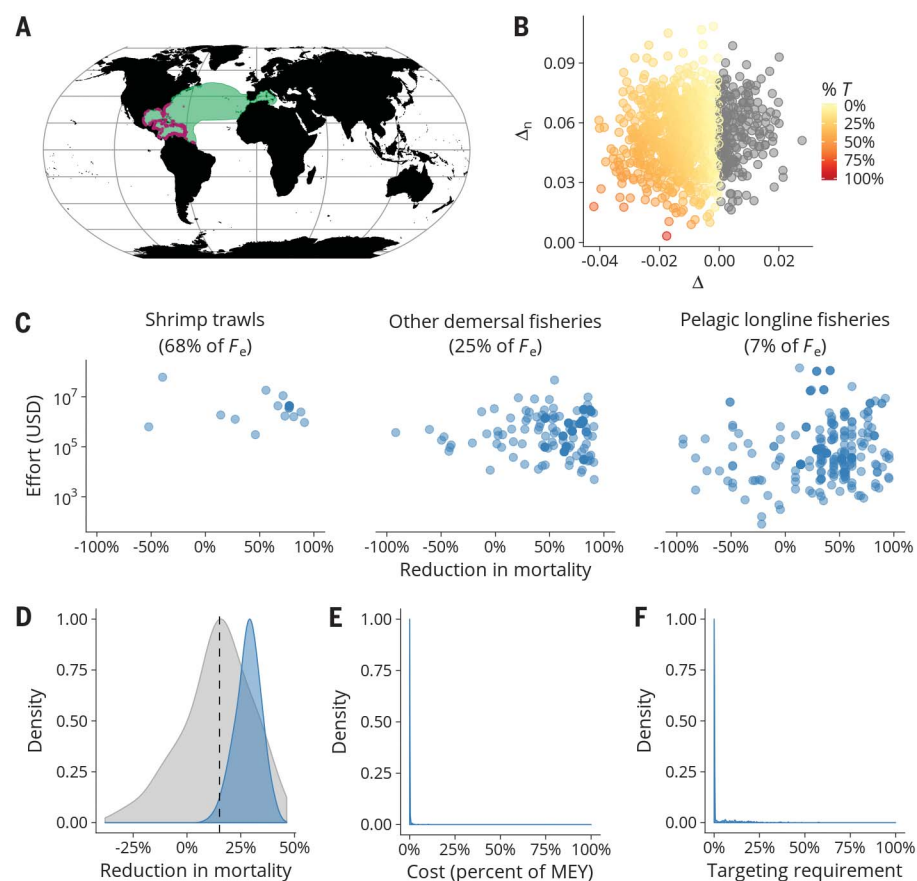 A
B
0.09
0.06
0.03
0.00
Δn
-0.04 -0.02 0.00 0.02
Δ
% T
0%
25%
50%
75%
100%
C
Shrimp trawls
(68% of Fe)
Other demersal fisheries
(25% of Fe)
Pelagic longline fisheries
(7% of Fe)
Effort (USD)
10⁷
10⁵
10³
-100% -50% 0% 50% 100%
-100% -50% 0% 50% 100%
-100% -50% 0% 50% 100%
Reduction in mortality
D
1.00
0.75
0.50
0.25
0.00
Density
-25% 0% 25% 50%
Reduction in mortality
E
1.00
0.75
0.50
0.25
0.00
Density
0% 25% 50% 75% 100%
Cost (percent of MEY)
F
1.00
0.75
0.50
0.25
0.00
Density
0% 25% 50% 75% 100%
Targeting requirement